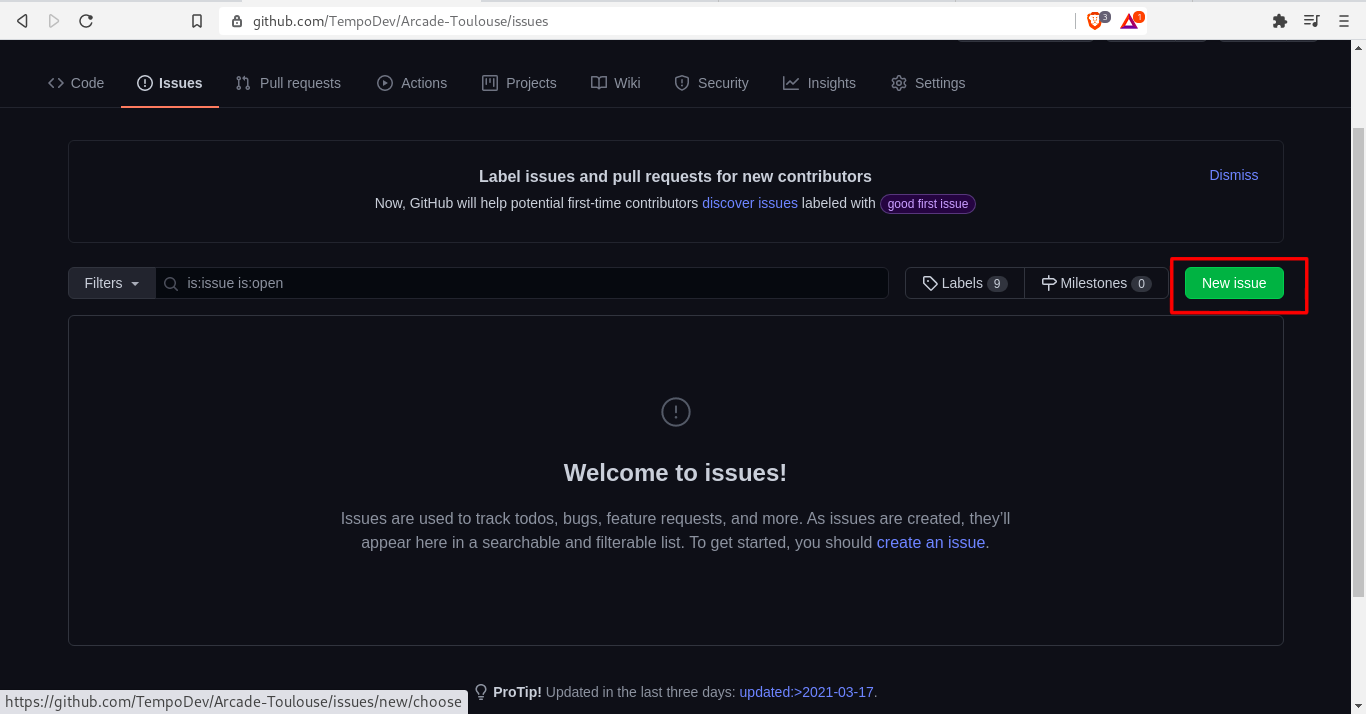 github.com/TempoDev/Arcade-Toulouse/issues
3
1
Code Issues Pull requests Actions Projects Wiki Security Insights Settings
Label issues and pull requests for new contributors
Dismiss
Now, GitHub will help potential first-time contributors discover issues labeled with good first issue
Filters is:issue is:open Labels 9 Milestones 0 New issue
Welcome to issues!
Issues are used to track todos, bugs, feature requests, and more. As issues are created, they’ll
appear here in a searchable and filterable list. To get started, you should create an issue.
ProTip! Updated in the last three days: updated:>2021-03-17.
https://github.com/TempoDev/Arcade-Toulouse/issues/new/choose